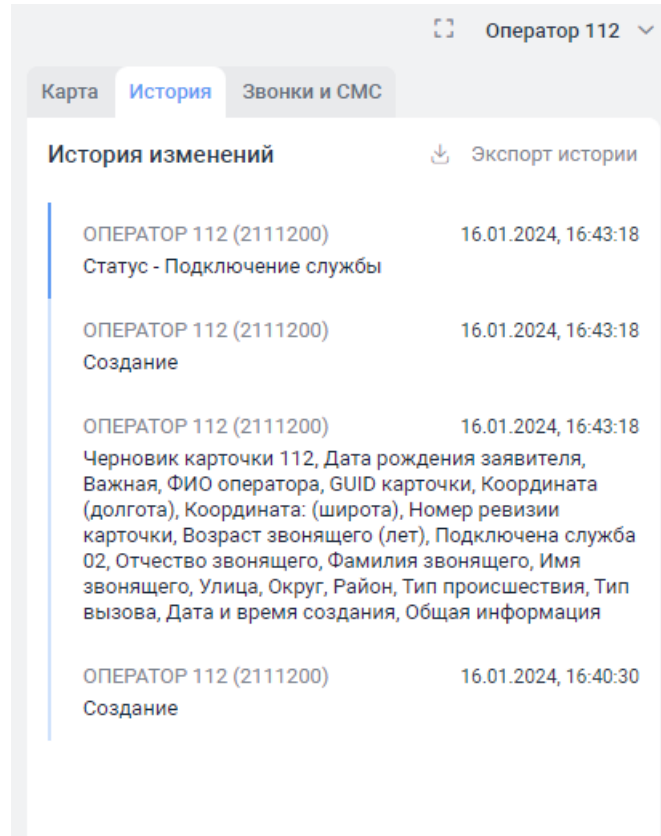 Оператор 112
Карта История Звонки и СМС
История изменений Экспорт истории
ОПЕРАТОР 112 (2111200) 16.01.2024, 16:43:18
Статус - Подключение службы
ОПЕРАТОР 112 (2111200) 16.01.2024, 16:43:18
Создание
ОПЕРАТОР 112 (2111200) 16.01.2024, 16:43:18
Черновик карточки 112, Дата рождения заявителя,
Важная, ФИО оператора, GUID карточки, Координата
(долгота), Координата: (широта), Номер ревизии
карточки, Возраст звонящего (лет), Подключена служба
02, Отчество звонящего, Фамилия звонящего, Имя
звонящего, Улица, Округ, Район, Тип происшествия, Тип
вызова, Дата и время создания, Общая информация
ОПЕРАТОР 112 (2111200) 16.01.2024, 16:40:30
Создание